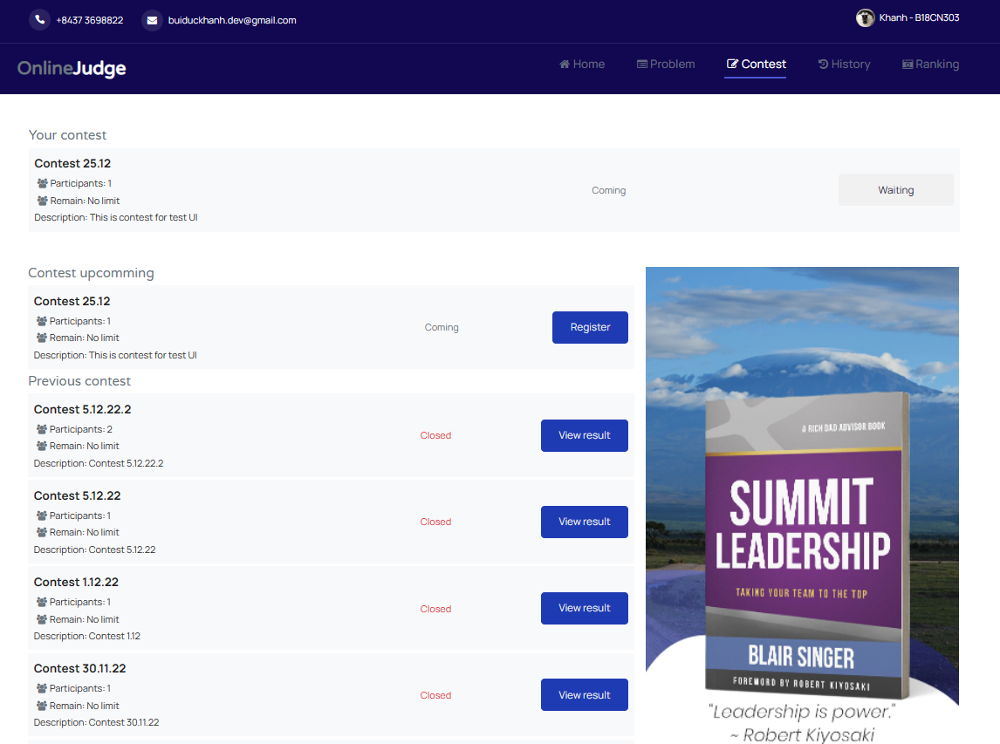 +8437 3698822
buiduckhanh.dev@gmail.com
Khanh - B18CN303
OnlineJudge
Home
Problem
Contest
History
Ranking
Your contest
Contest 25.12
Participants: 1
Remain: No limit
Description: This is contest for test UI
Coming
Waiting
Contest upcomming
Contest 25.12
Participants: 1
Remain: No limit
Description: This is contest for test UI
Coming
Register
Previous contest
Contest 5.12.22.2
Participants: 2
Remain: No limit
Description: Contest 5.12.22.2
Closed
View result
Contest 5.12.22
Participants: 1
Remain: No limit
Description: Contest 5.12.22
Closed
View result
Contest 1.12.22
Participants: 1
Remain: No limit
Description: Contest 1.12
Closed
View result
Contest 30.11.22
Participants: 1
Remain: No limit
Description: Contest 30.11.22
Closed
View result
A RICH DAD ADVISOR BOOK
SUMMIT
LEADERSHIP
TAKING YOUR TEAM TO THE TOP
BLAIR SINGER
FOREWORD BY ROBERT KIYOSAKI
"Leadership is power."
~ Robert Kiyosaki